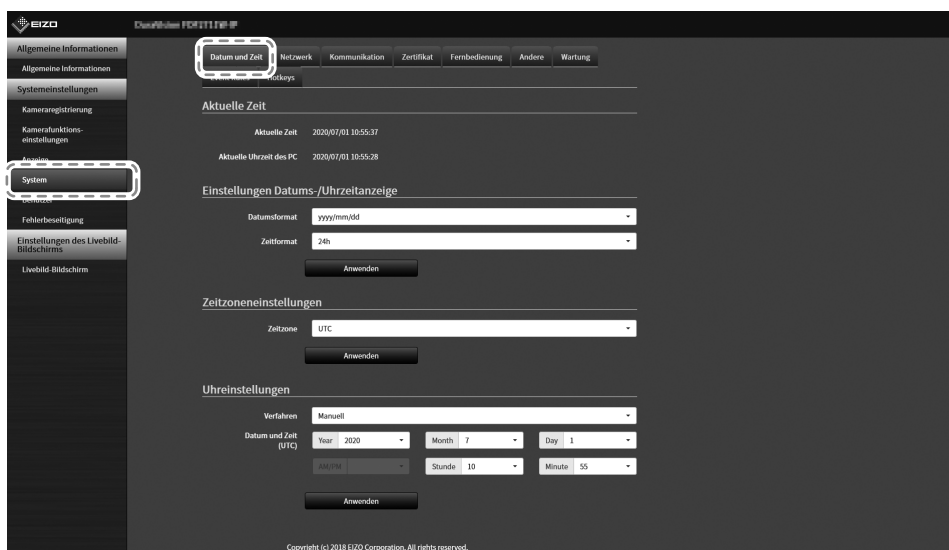 EIZO
Allgemeine Informationen
Allgemeine Informationen
Systemeinstellungen
Kameraregistrierung
Kamerafunktions-
einstellungen
Anzeige
System
Benutzer
Fehlerbeseitigung
Einstellungen des Livebild-
Bildschirms
Livebild-Bildschirm
Datum und Zeit Netzwerk Kommunikation Zertifikat Fernbedienung Andere Wartung
Hotkeys
Aktuelle Zeit
Aktuelle Zeit 2020/07/01 10:55:37
Aktuelle Uhrzeit des PC 2020/07/01 10:55:28
Einstellungen Datums-/Uhrzeitanzeige
Datumsformat yyyy/mm/dd
Zeitformat 24h
Anwenden
Zeitzoneneinstellungen
Zeitzone UTC
Anwenden
Uhreinstellungen
Verfahren Manuell
Datum und Zeit
(UTC) Year 2020 Month 7 Day 1
AM/PM Stunde 10 Minute 55
Anwenden
Copyright (c) 2018 EIZO Corporation. All rights reserved.